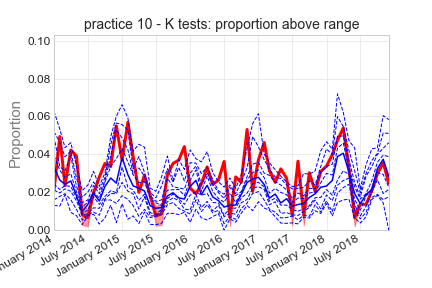 practice 10 - K tests: proportion above range
0.10
0.08
0.06
0.04
0.02
0.00
Proportion
nuary 2014
July 2014
January 2015
July 2015
January 2016
July 2016
January 2017
July 2017
January 2018
July 2018